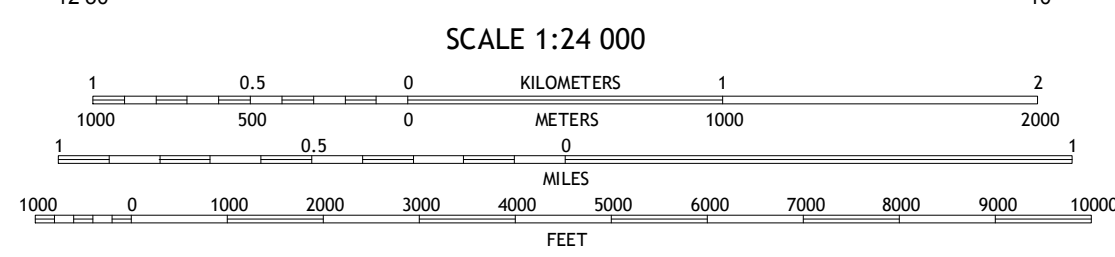 SCALE 1:24 000
1 0.5 0 KILOMETERS 1 2
1000 500 0 METERS 1000 2000
1 0.5 0 1
MILES
1000 0 1000 2000 3000 4000 5000 6000 7000 8000 9000 10000
FEET